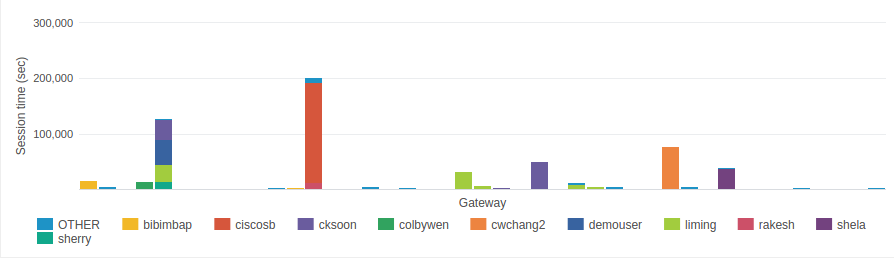 300,000
200,000
100,000
Session time (sec)
Gateway
OTHER bibimbap ciscosb cksoon colbywen cwchang2 demouser liming rakesh shela
sherry